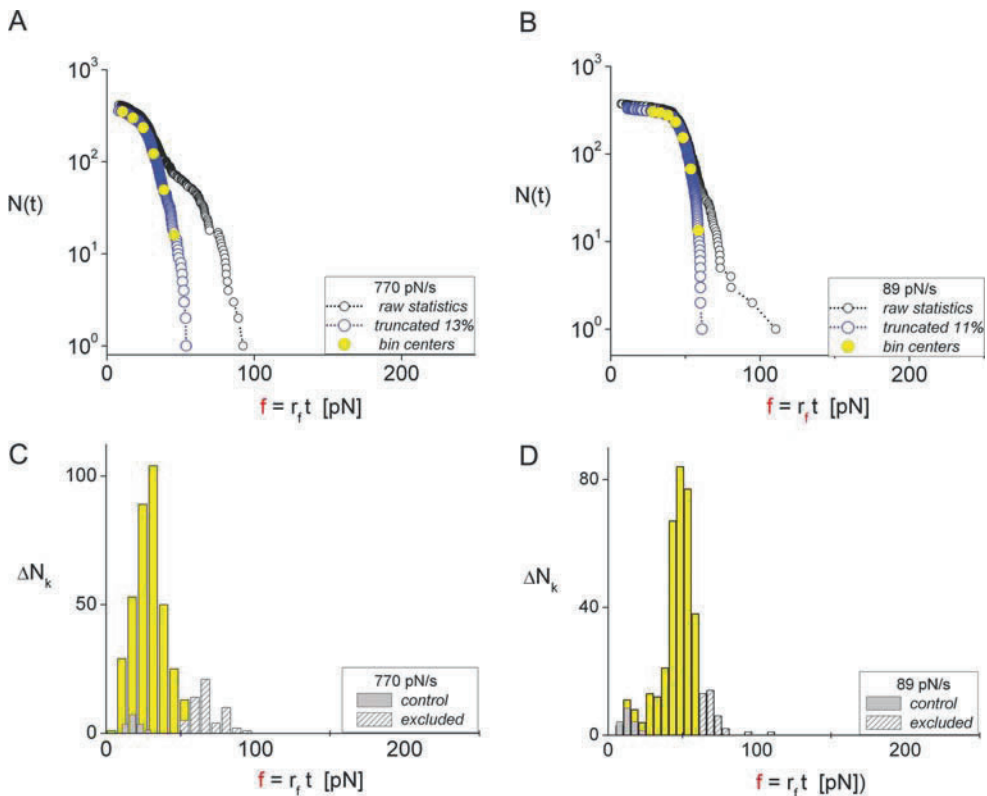 A
10³
10²
N(t)
10¹
10⁰
0
100
200
f = r_f t [pN]
770 pN/s
raw statistics
truncated 13%
bin centers
B
10³
10²
N(t)
10¹
10⁰
0
100
200
f = r_f t [pN]
89 pN/s
raw statistics
truncated 11%
bin centers
C
100
ΔN_k
50
0
0
100
200
f = r_f t [pN]
770 pN/s
control
excluded
D
80
ΔN_k
40
0
0
100
200
f = r_f t [pN])
89 pN/s
control
excluded